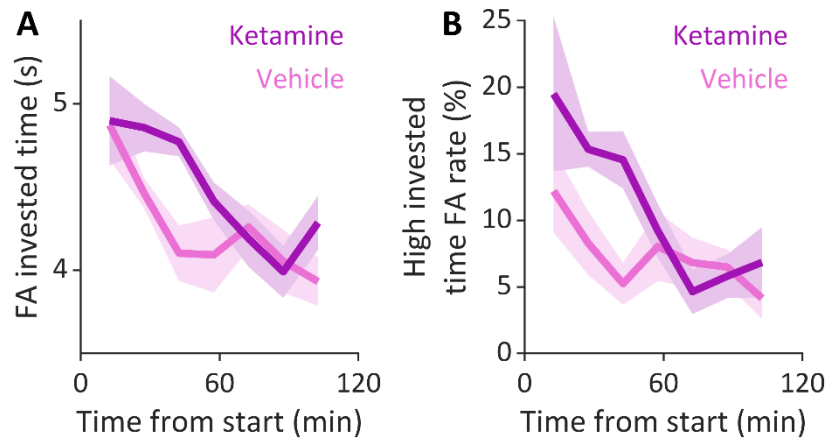 A
Ketamine
Vehicle
FA invested time (s)
5
4
0
60
120
Time from start (min)
B
Ketamine
Vehicle
High invested
time FA rate (%)
25
20
15
10
5
0
0
60
120
Time from start (min)